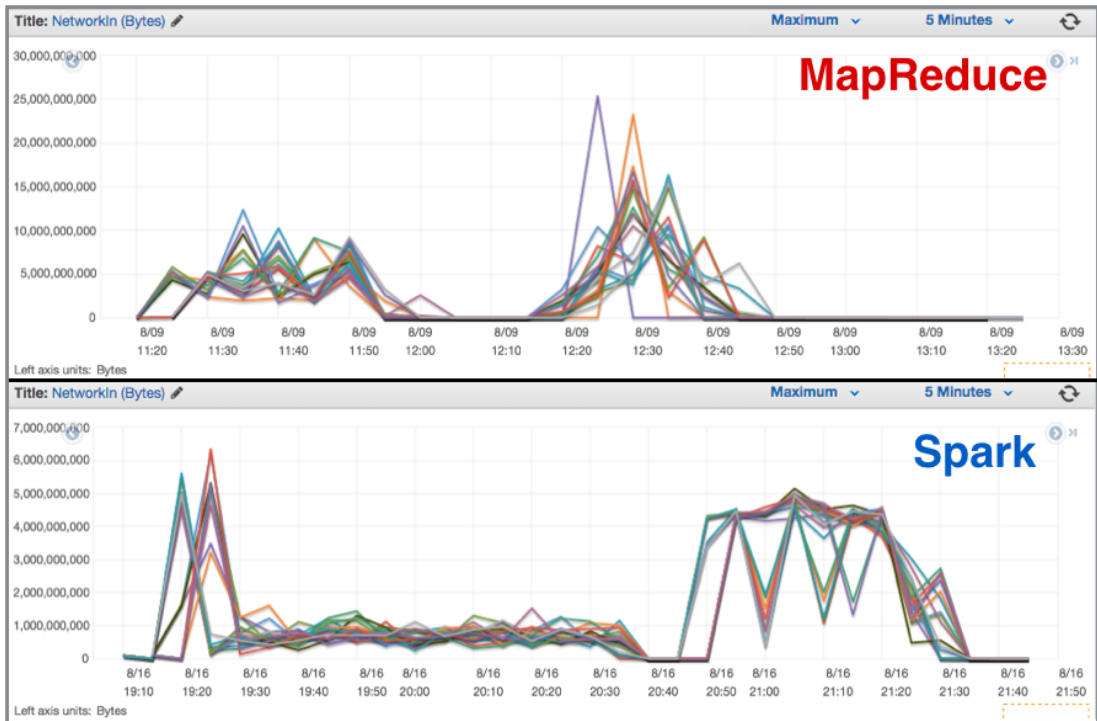 Title: NetworkIn (Bytes) Maximum 5 Minutes
30,000,000,000
MapReduce
25,000,000,000
20,000,000,000
15,000,000,000
10,000,000,000
5,000,000,000
0
8/09 8/09 8/09 8/09 8/09 8/09 8/09 8/09 8/09 8/09 8/09 8/09 8/09 8/09
11:20 11:30 11:40 11:50 12:00 12:10 12:20 12:30 12:40 12:50 13:00 13:10 13:20 13:30
Left axis units: Bytes
Title: NetworkIn (Bytes) Maximum 5 Minutes
7,000,000,000
Spark
6,000,000,000
5,000,000,000
4,000,000,000
3,000,000,000
2,000,000,000
1,000,000,000
0
8/16 8/16 8/16 8/16 8/16 8/16 8/16 8/16 8/16 8/16 8/16 8/16 8/16 8/16 8/16 8/16 8/16
19:10 19:20 19:30 19:40 19:50 20:00 20:10 20:20 20:30 20:40 20:50 21:00 21:10 21:20 21:30 21:40 21:50
Left axis units: Bytes